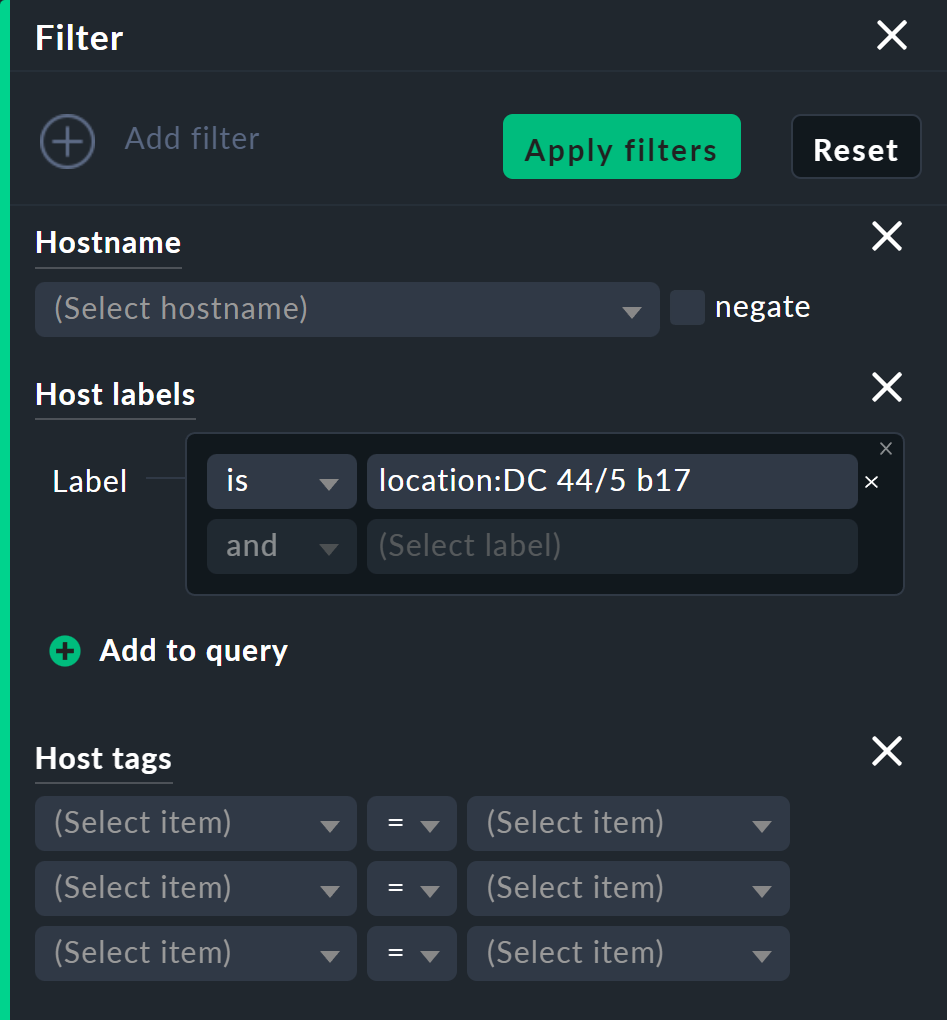 Filter
Add filter Apply filters Reset
Hostname
(Select hostname) negate
Host labels
Label is location:DC 44/5 b17
and (Select label)
Add to query
Host tags
(Select item) = (Select item)
(Select item) = (Select item)
(Select item) = (Select item)